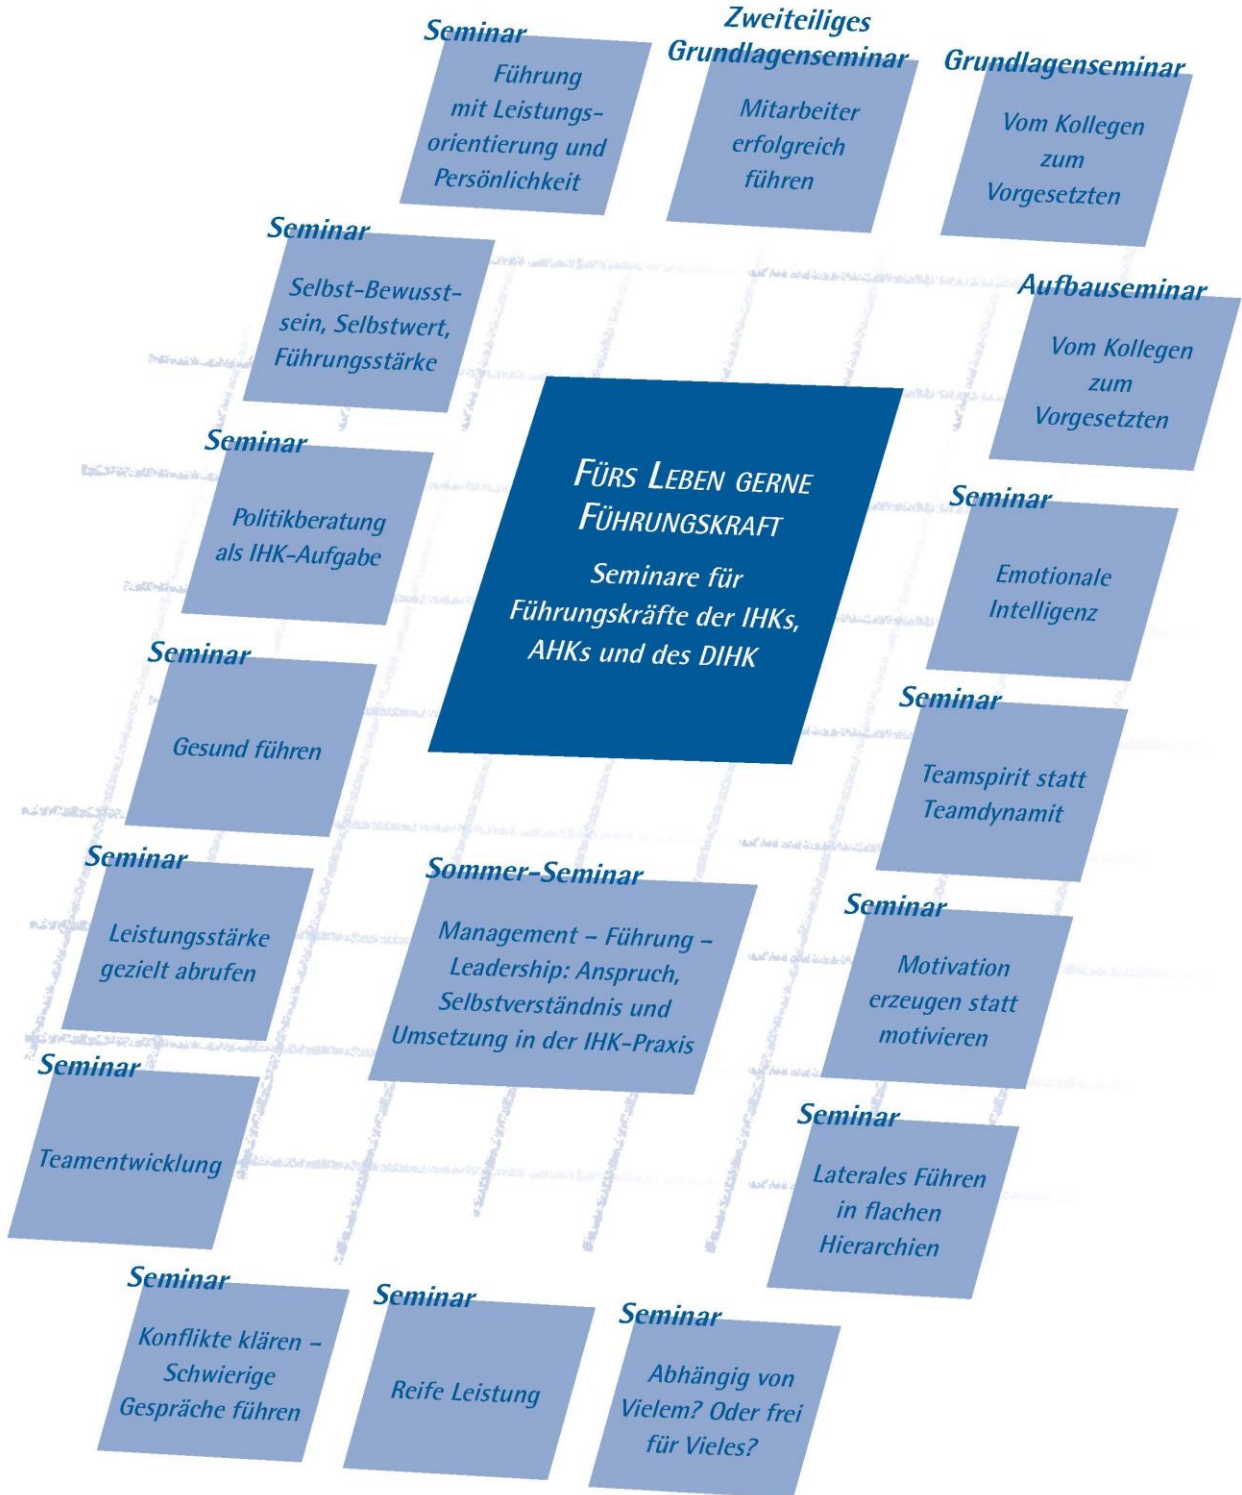 Seminar
Führung
mit Leistungs-
orientierung und
Persönlichkeit
Zweiteiliges
Grundlagenseminar
Mitarbeiter
erfolgreich
führen
Grundlagenseminar
Vom Kollegen
zum
Vorgesetzten
Seminar
Selbst-Bewusst-
sein, Selbstwert,
Führungsstärke
Aufbauseminar
Vom Kollegen
zum
Vorgesetzten
Seminar
Politikberatung
als IHK-Aufgabe
FÜRS LEBEN GERNE
FÜHRUNGSKRAFT
Seminare für
Führungskräfte der IHKs,
AHKs und des DIHK
Seminar
Emotionale
Intelligenz
Seminar
Gesund führen
Seminar
Teamspirit statt
Teamdynamit
Seminar
Leistungsstärke
gezielt abrufen
Sommer-Seminar
Management – Führung –
Leadership: Anspruch,
Selbstverständnis und
Umsetzung in der IHK-Praxis
Seminar
Motivation
erzeugen statt
motivieren
Seminar
Teamentwicklung
Seminar
Laterales Führen
in flachen
Hierarchien
Seminar
Konflikte klären –
Schwierige
Gespräche führen
Seminar
Reife Leistung
Seminar
Abhängig von
Vielem? Oder frei
für Vieles?